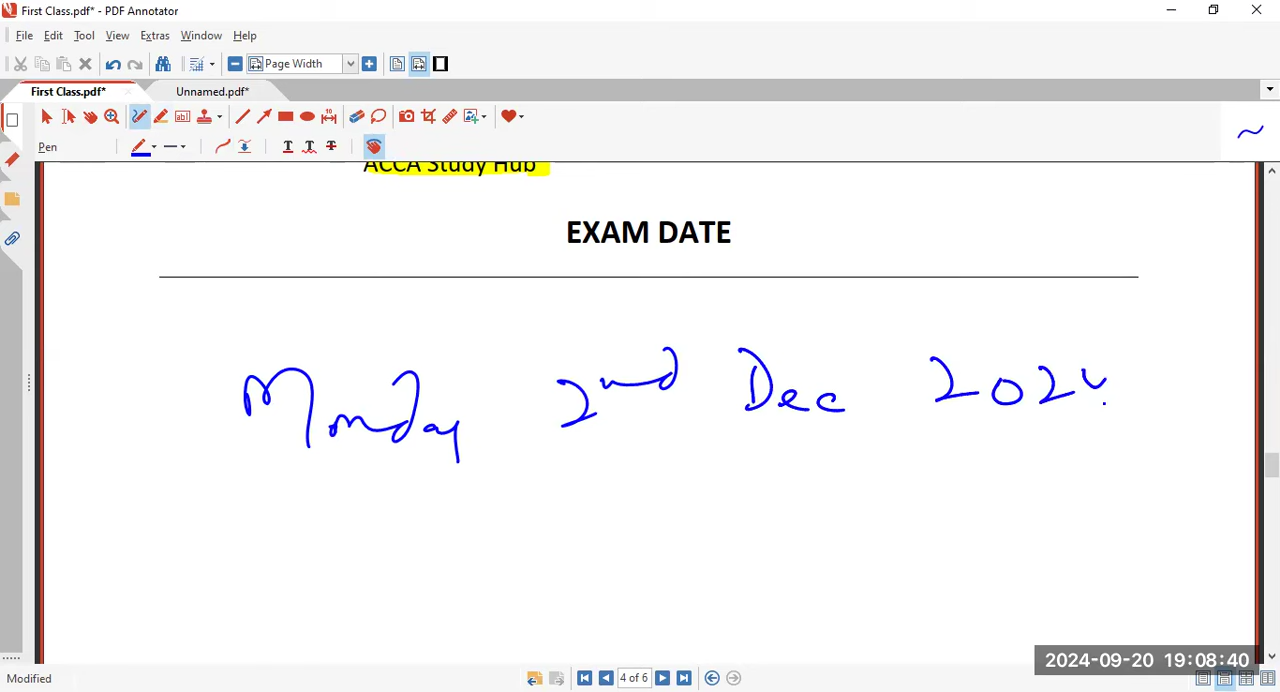 First Class.pdf* - PDF Annotator
File Edit Tool View Extras Window Help
Page Width
First Class.pdf* Unnamed.pdf*
Pen
ACCA Study Hub
EXAM DATE
Monday 2nd Dec 2024
4 of 6
2024-09-20 19:08:40
Modified